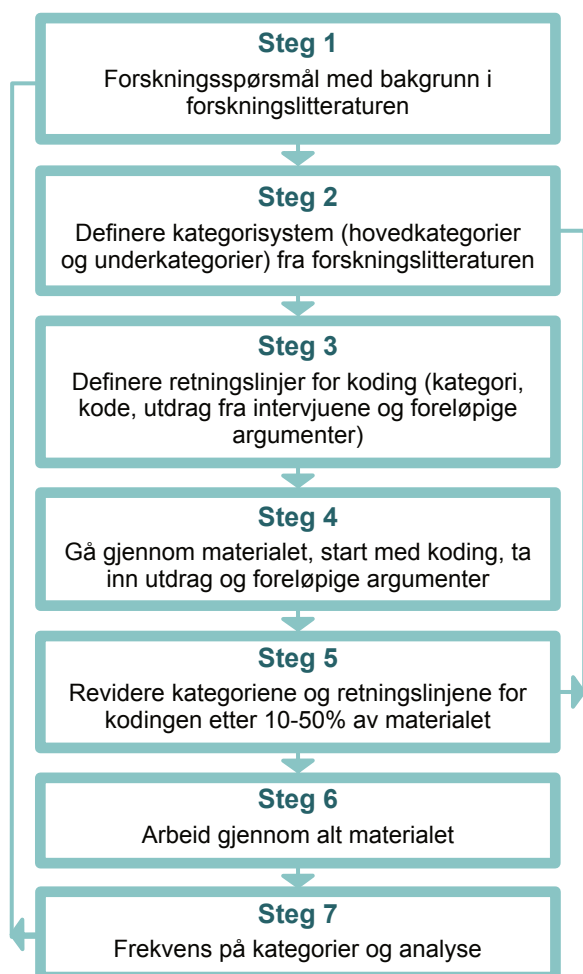 Steg 1
Forskningsspørsmål med bakgrunn i
forskningslitteraturen
Steg 2
Definere kategorisystem (hovedkategorier
og underkategorier) fra forskningslitteraturen
Steg 3
Definere retningslinjer for koding (kategori,
kode, utdrag fra intervjuene og foreløpige
argumenter)
Steg 4
Gå gjennom materialet, start med koding, ta
inn utdrag og foreløpige argumenter
Steg 5
Revidere kategoriene og retningslinjene for
kodingen etter 10-50% av materialet
Steg 6
Arbeid gjennom alt materialet
Steg 7
Frekvens på kategorier og analyse